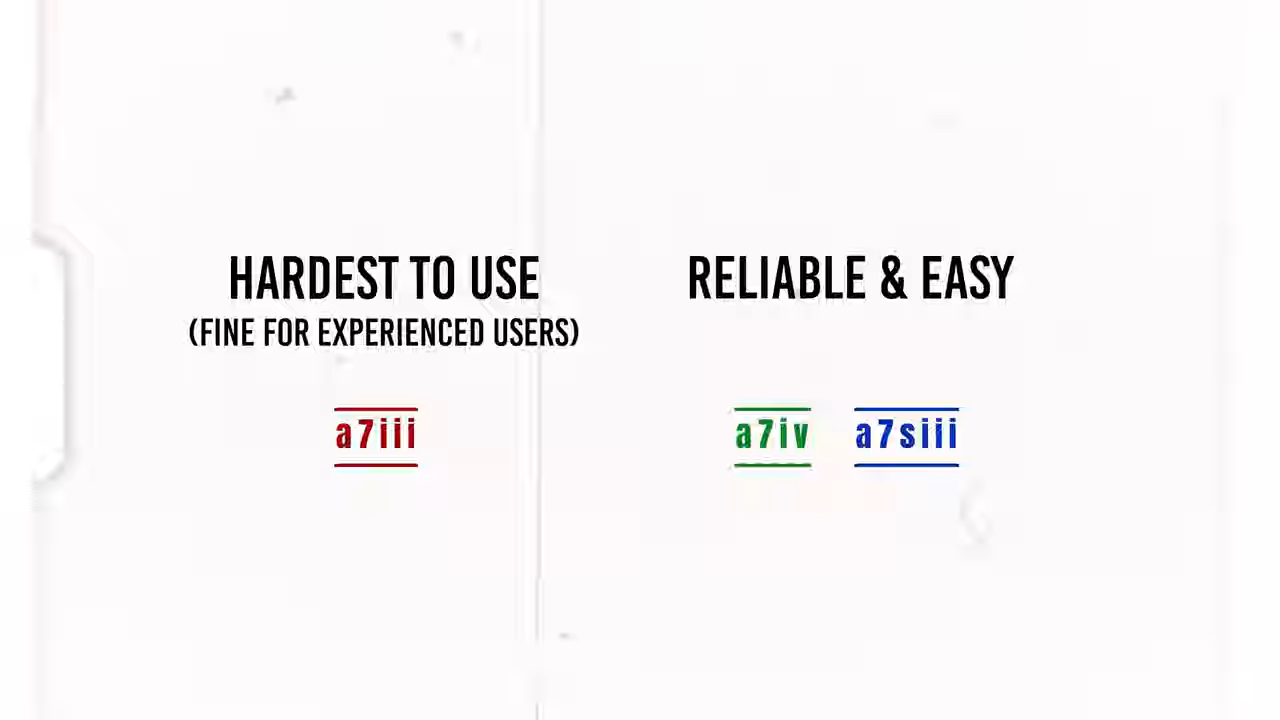 HARDEST TO USE
(FINE FOR EXPERIENCED USERS)
a7iii
RELIABLE & EASY
a7iv a7siii